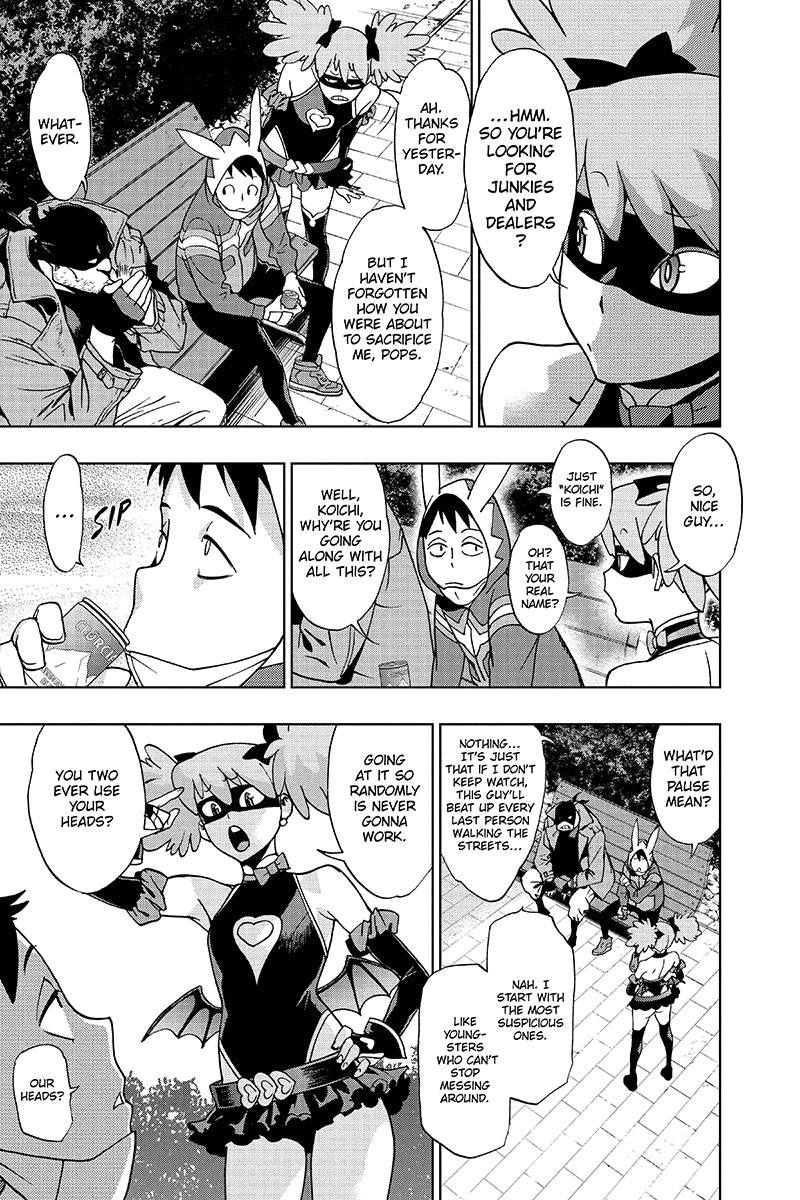 ...HMM.
SO YOU'RE
LOOKING
FOR
JUNKIES
AND
DEALERS
?
AH.
THANKS
FOR
YESTER-
DAY.
BUT I
HAVEN'T
FORGOTTEN
HOW YOU
WERE ABOUT
TO SACRIFICE
ME, POPS.
WHAT-
EVER.
SO,
NICE
GUY...
JUST
"KOICHI"
IS FINE.
OH?
THAT
YOUR
REAL
NAME?
WELL,
KOICHI,
WHY'RE YOU
GOING
ALONG WITH
ALL THIS?
...
SIP
CHURCH
WHAT'D
THAT
PAUSE
MEAN?
NOTHING...
IT'S JUST
THAT IF I DON'T
KEEP WATCH,
THIS GUY'LL
BEAT UP EVERY
LAST PERSON
WALKING THE
STREETS...
NAH. I
START WITH
THE MOST
SUSPICIOUS
ONES.
LIKE
YOUNG-
STERS
WHO CAN'T
STOP
MESSING
AROUND.
GOING
AT IT SO
RANDOMLY
IS NEVER
GONNA
WORK.
YOU TWO
EVER USE
YOUR
HEADS?
OUR
HEADS?